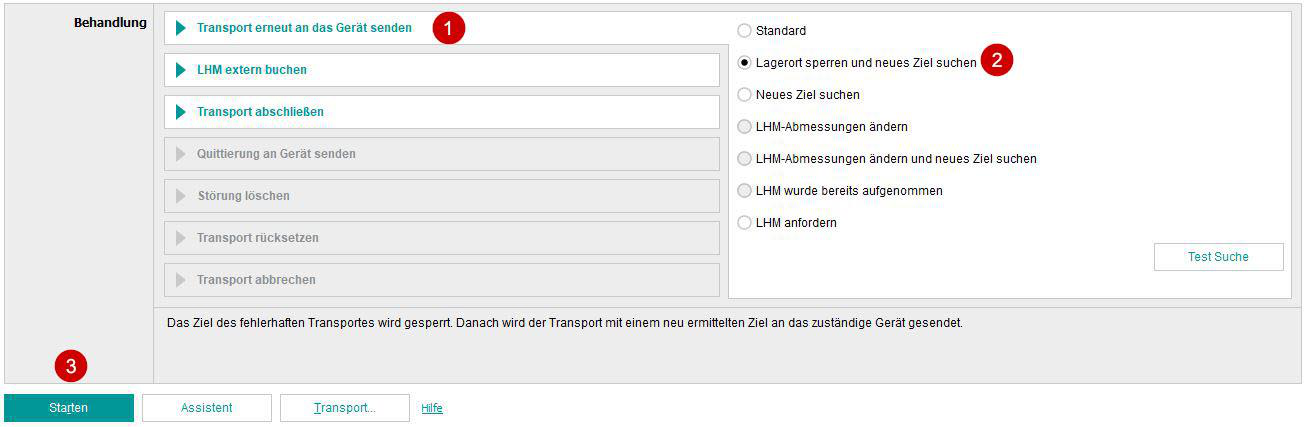 Behandlung
Transport erneut an das Gerät senden
1
LHM extern buchen
Transport abschließen
Quittierung an Gerät senden
Störung löschen
Transport rücksetzen
Transport abbrechen
Standard
Lagerort sperren und neues Ziel suchen
2
Neues Ziel suchen
LHM-Abmessungen ändern
LHM-Abmessungen ändern und neues Ziel suchen
LHM wurde bereits aufgenommen
LHM anfordern
Test Suche
Das Ziel des fehlerhaften Transportes wird gesperrt. Danach wird der Transport mit einem neu ermittelten Ziel an das zuständige Gerät gesendet.
3
Starten
Assistent
Transport...
Hilfe